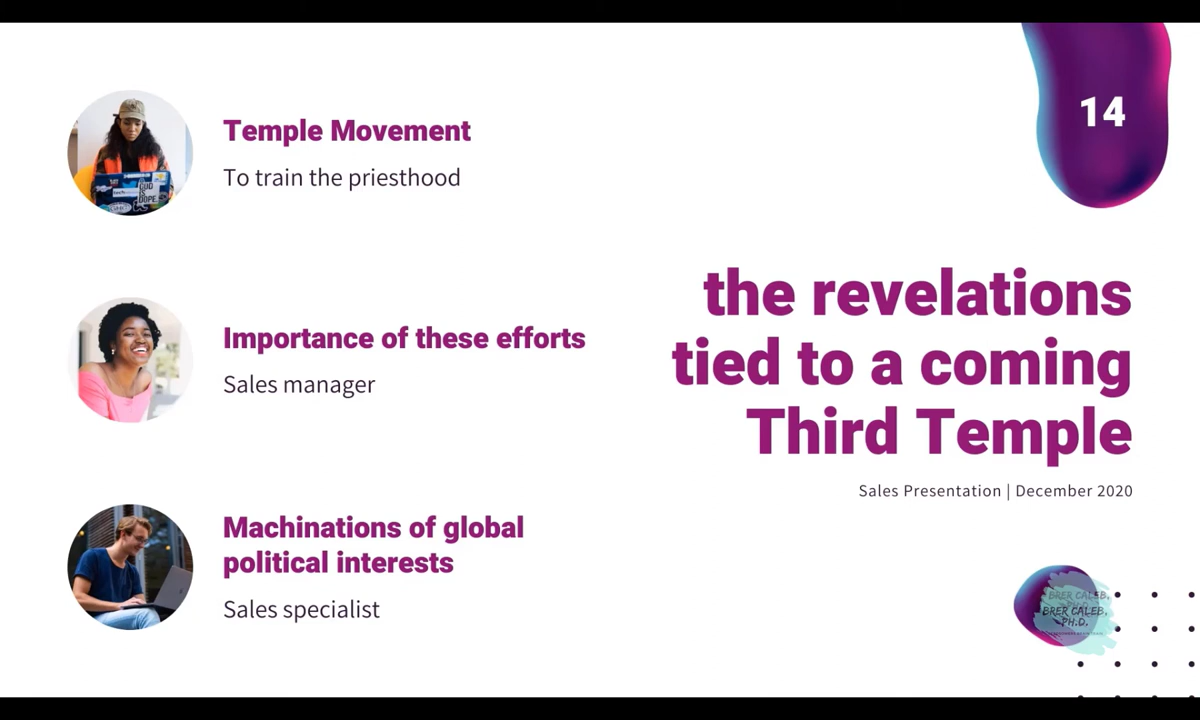 Temple Movement
To train the priesthood
Importance of these efforts
Sales manager
Machinations of global
political interests
Sales specialist
14
the revelations
tied to a coming
Third Temple
Sales Presentation | December 2020
BRER CALEB,
BRER CALEB,
PH.D.